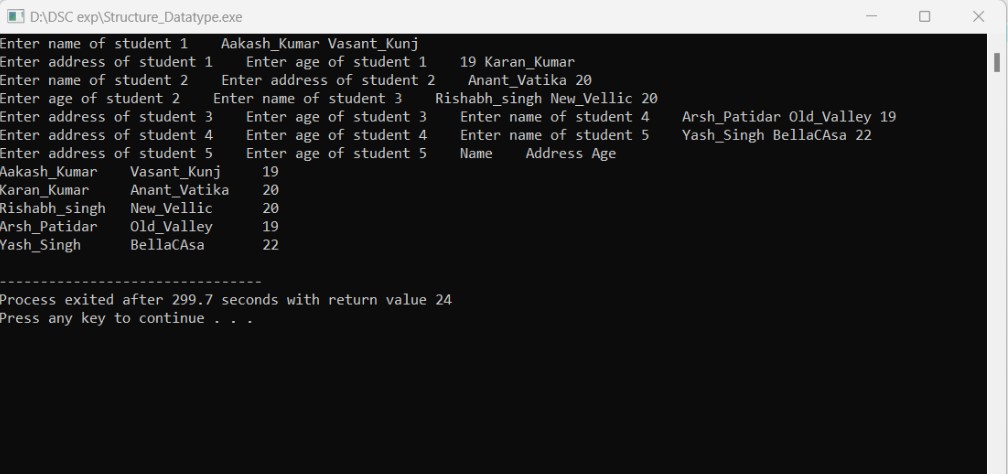 D:\DSC exp\Structure_Datatype.exe
Enter name of student 1    Aakash_Kumar Vasant_Kunj
Enter address of student 1    Enter age of student 1    19 Karan_Kumar
Enter name of student 2    Enter address of student 2    Anant_Vatika 20
Enter age of student 2    Enter name of student 3    Rishabh_singh New_Vellic 20
Enter address of student 3    Enter age of student 3    Enter name of student 4    Arsh_Patidar Old_Valley 19
Enter address of student 4    Enter age of student 4    Enter name of student 5    Yash_Singh BellaCAsa 22
Enter address of student 5    Enter age of student 5    Name    Address Age
Aakash_Kumar    Vasant_Kunj     19
Karan_Kumar     Anant_Vatika    20
Rishabh_singh   New_Vellic      20
Arsh_Patidar    Old_Valley      19
Yash_Singh      BellaCAsa       22
--------------------------------
Process exited after 299.7 seconds with return value 24
Press any key to continue . . .